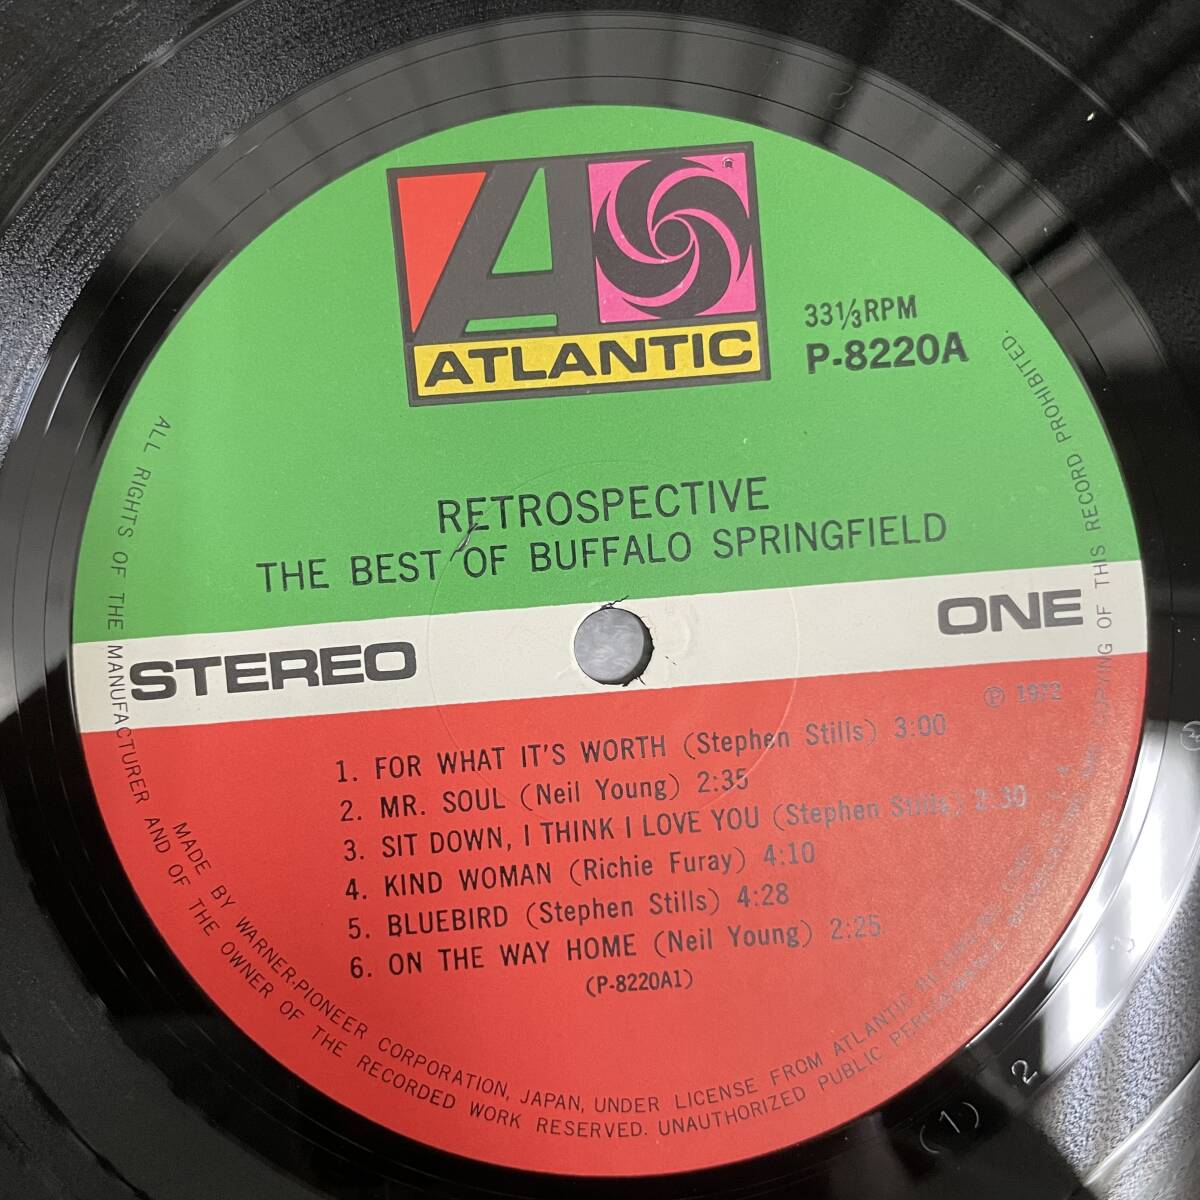 ATLANTIC
33⅓RPM
P-8220A
RETROSPECTIVE
THE BEST OF BUFFALO SPRINGFIELD
STEREO
ONE
℗ 1972
1. FOR WHAT IT'S WORTH (Stephen Stills) 3:00
2. MR. SOUL (Neil Young) 2:35
3. SIT DOWN, I THINK I LOVE YOU (Stephen Stills) 2:30
4. KIND WOMAN (Richie Furay) 4:10
5. BLUEBIRD (Stephen Stills) 4:28
6. ON THE WAY HOME (Neil Young) 2:25
(P-8220A1)
MADE BY WARNER-PIONEER CORPORATION, JAPAN, UNDER LICENSE FROM ATLANTIC
ALL RIGHTS OF THE MANUFACTURER AND OF THE OWNER OF THE RECORDED WORK RESERVED. UNAUTHORIZED PUBLIC COPYING OF THIS RECORD PROHIBITED
(1) 2